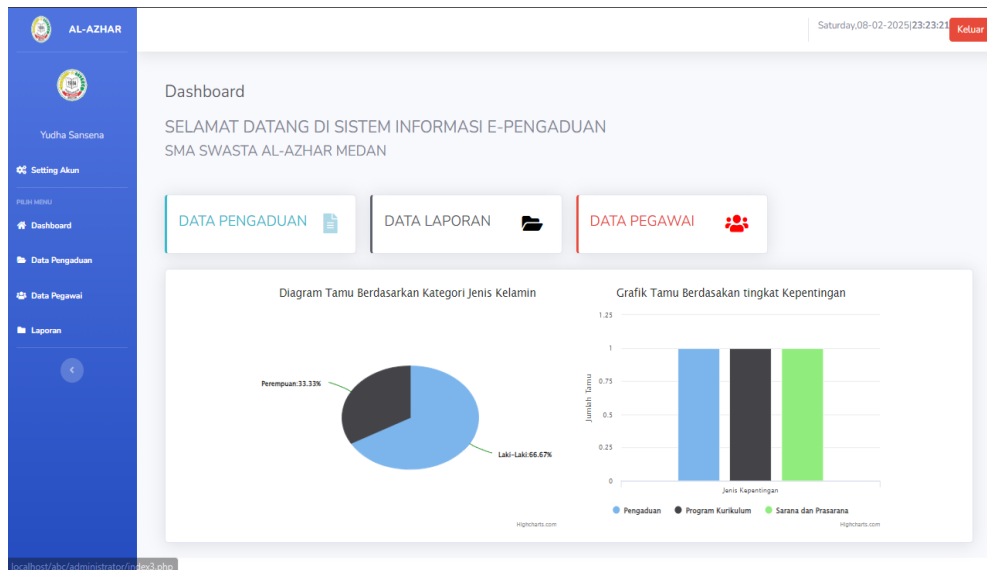 AL-AZHAR
Saturday,08-02-2025|23:23:21
Keluar
Yudha Sansena
Setting Akun
PILIH MENU
Dashboard
Data Pengaduan
Data Pegawai
Laporan
Dashboard
SELAMAT DATANG DI SISTEM INFORMASI E-PENGADUAN
SMA SWASTA AL-AZHAR MEDAN
DATA PENGADUAN
DATA LAPORAN
DATA PEGAWAI
Diagram Tamu Berdasarkan Kategori Jenis Kelamin
Perempuan:33.33%
Laki-Laki:66.67%
Highcharts.com
Grafik Tamu Berdasakan tingkat Kepentingan
Jumlah Tamu
1.25
1
0.75
0.5
0.25
0
Jenis Kepentingan
Pengaduan Program Kurikulum Sarana dan Prasarana
Highcharts.com
localhost/abc/administrator/index3.php